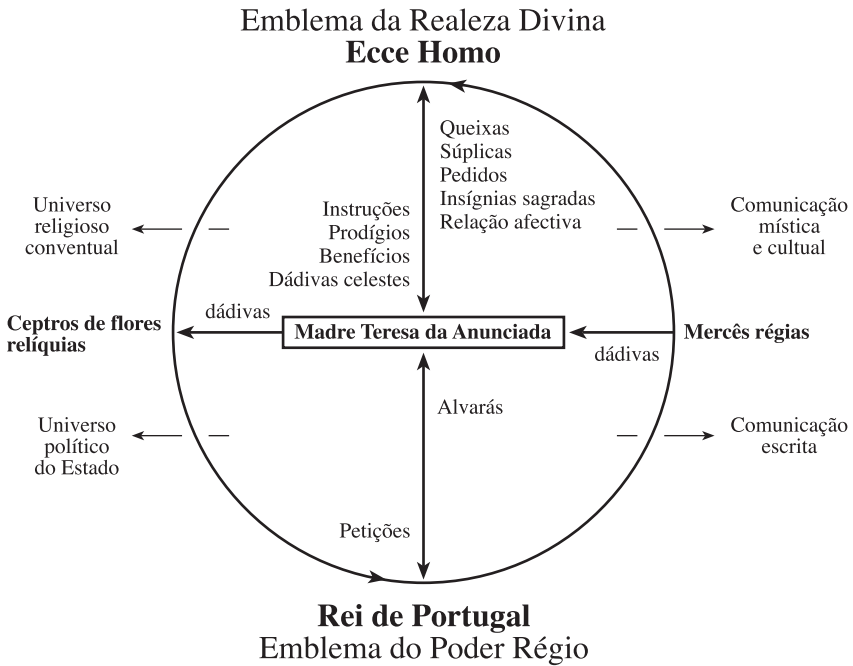 Emblema da Realeza Divina
Ecce Homo
Queixas
Súplicas
Pedidos
Insígnias sagradas
Relação afectiva
Instruções
Prodígios
Benefícios
Dádivas celestes
Universo
religioso
conventual
Comunicação
mística
e cultual
Ceptros de flores
relíquias
dádivas
Madre Teresa da Anunciada
dádivas
Mercês régias
Alvarás
Universo
político
do Estado
Comunicação
escrita
Petições
Rei de Portugal
Emblema do Poder Régio